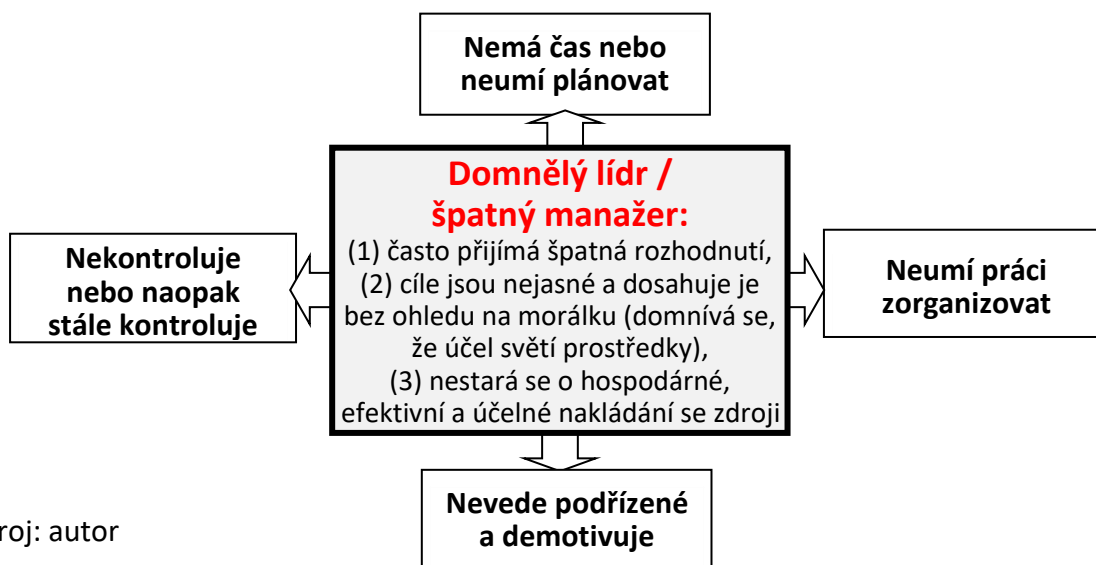 Nemá čas nebo
neumí plánovat
Domnělý lídr /
špatný manažer:
(1) často přijímá špatná rozhodnutí,
(2) cíle jsou nejasné a dosahuje je
bez ohledu na morálku (domnívá se,
že účel světí prostředky),
(3) nestará se o hospodárné,
efektivní a účelné nakládání se zdroji
Nekontroluje
nebo naopak
stále kontroluje
Neumí práci
zorganizovat
Nevede podřízené
a demotivuje
roj: autor